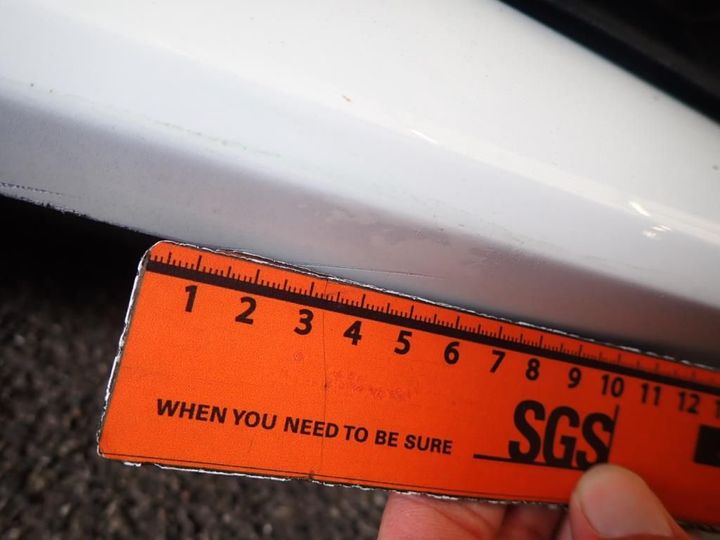 1 2 3 4 5 6 7 8 9 10 11 12
WHEN YOU NEED TO BE SURE SGS